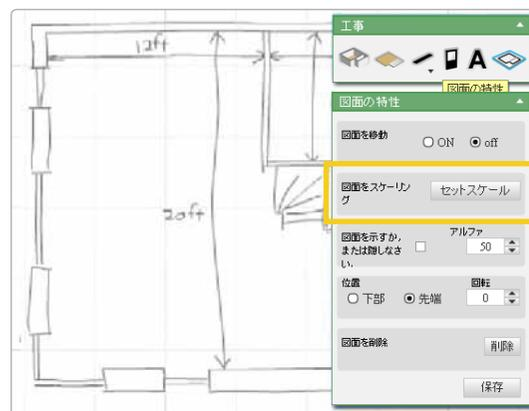 12ft
20ft
工事
A
図面の特性
図面の特性
図面を移動
ON
off
図面をスケーリン
グ
セットスケール
図面を示すか,
または隠しなさ
い.
アルファ
50
位置
下部
先端
回転
0
図面を削除
削除
保存